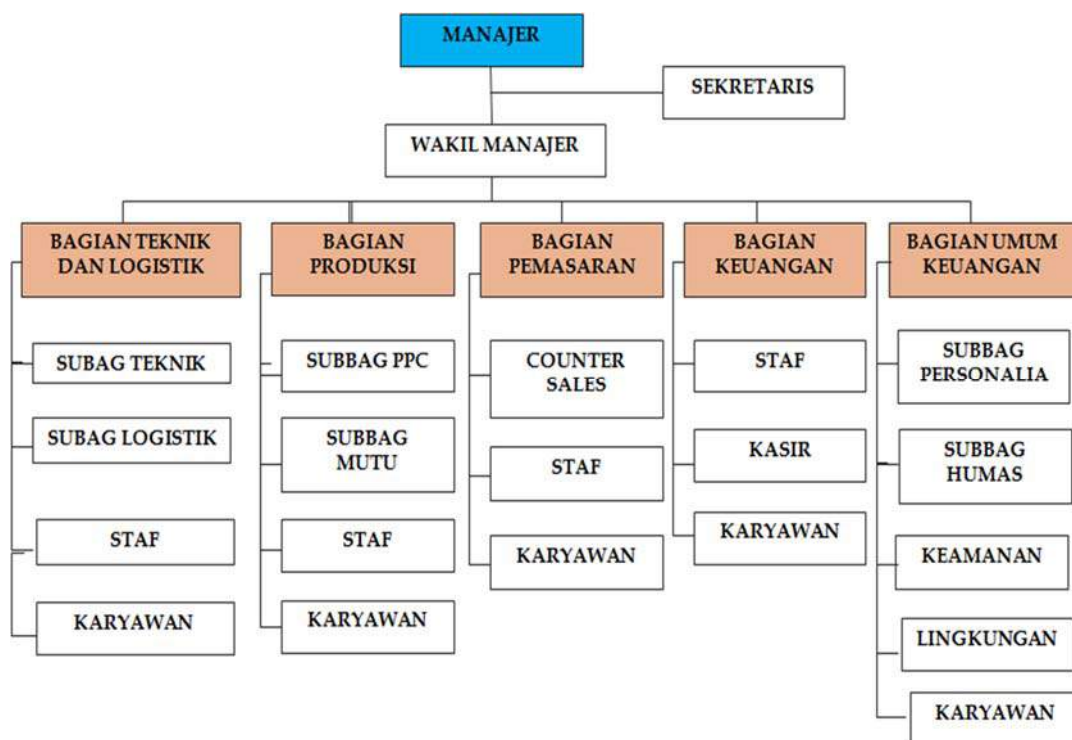 MANAJER
SEKRETARIS
WAKIL MANAJER
BAGIAN TEKNIK
DAN LOGISTIK
SUBAG TEKNIK
SUBAG LOGISTIK
STAF
KARYAWAN
BAGIAN
PRODUKSI
SUBBAG PPC
SUBBAG
MUTU
STAF
KARYAWAN
BAGIAN
PEMASARAN
COUNTER
SALES
STAF
KARYAWAN
BAGIAN
KEUANGAN
STAF
KASIR
KARYAWAN
BAGIAN UMUM
KEUANGAN
SUBBAG
PERSONALIA
SUBBAG
HUMAS
KEAMANAN
LINGKUNGAN
KARYAWAN